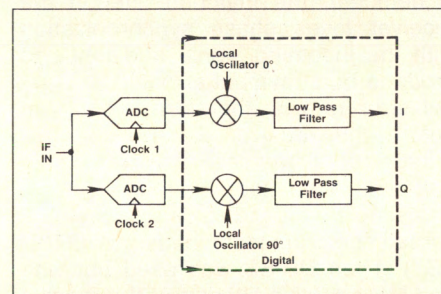 Local
Oscillator 0°
ADC
Low Pass
Filter
I
Clock 1
IF
IN
ADC
Low Pass
Filter
Q
Clock 2
Local
Oscillator 90°
Digital